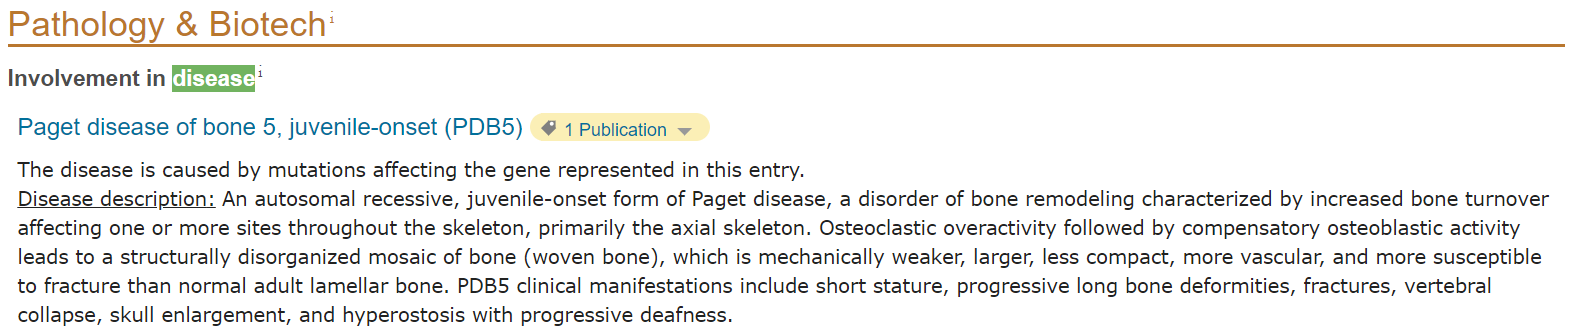 Pathology & Biotech i
Involvement in disease i
Paget disease of bone 5, juvenile-onset (PDB5) 1 Publication
The disease is caused by mutations affecting the gene represented in this entry.
Disease description: An autosomal recessive, juvenile-onset form of Paget disease, a disorder of bone remodeling characterized by increased bone turnover
affecting one or more sites throughout the skeleton, primarily the axial skeleton. Osteoclastic overactivity followed by compensatory osteoblastic activity
leads to a structurally disorganized mosaic of bone (woven bone), which is mechanically weaker, larger, less compact, more vascular, and more susceptible
to fracture than normal adult lamellar bone. PDB5 clinical manifestations include short stature, progressive long bone deformities, fractures, vertebral
collapse, skull enlargement, and hyperostosis with progressive deafness.